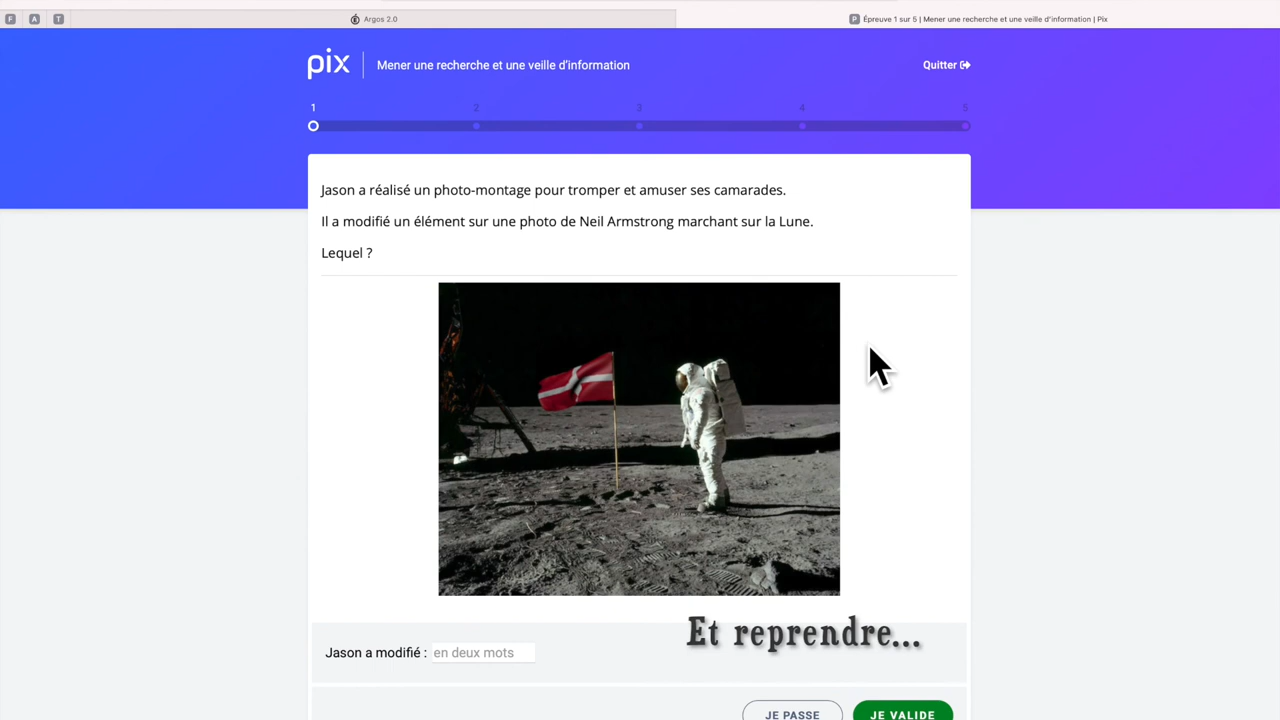 F A T Argos 2.0 P Épreuve 1 sur 5 | Mener une recherche et une veille d'information | Pix
pix Mener une recherche et une veille d'information Quitter
1 2 3 4 5
Jason a réalisé un photo-montage pour tromper et amuser ses camarades.
Il a modifié un élément sur une photo de Neil Armstrong marchant sur la Lune.
Lequel ?
Et reprendre...
Jason a modifié : en deux mots
JE PASSE JE VALIDE